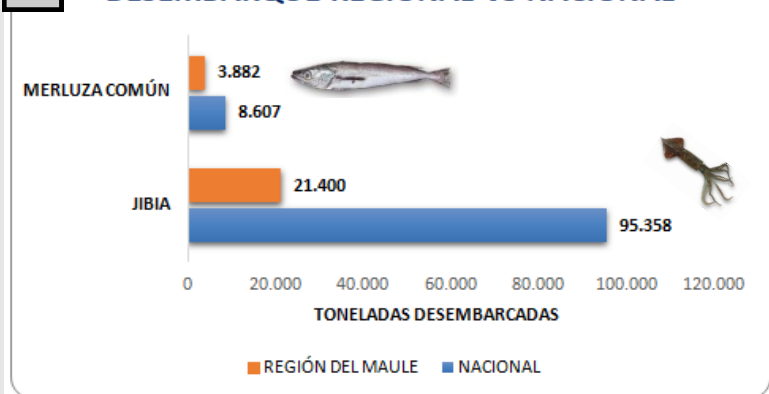 MERLUZA COMÚN
3.882
8.607
JIBIA
21.400
95.358
0 20.000 40.000 60.000 80.000 100.000 120.000
TONELADAS DESEMBARCADAS
REGIÓN DEL MAULE NACIONAL